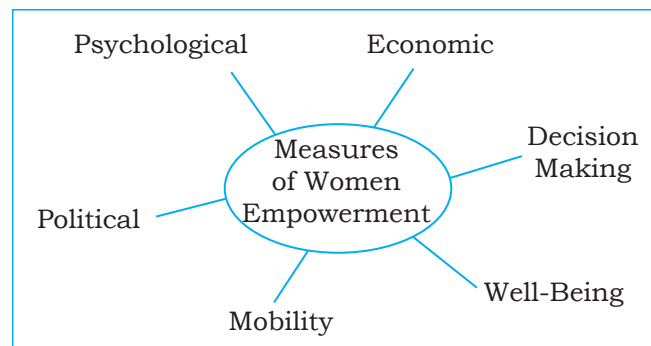 Psychological
Economic
Measures
of Women
Empowerment
Decision
Making
Political
Well-Being
Mobility